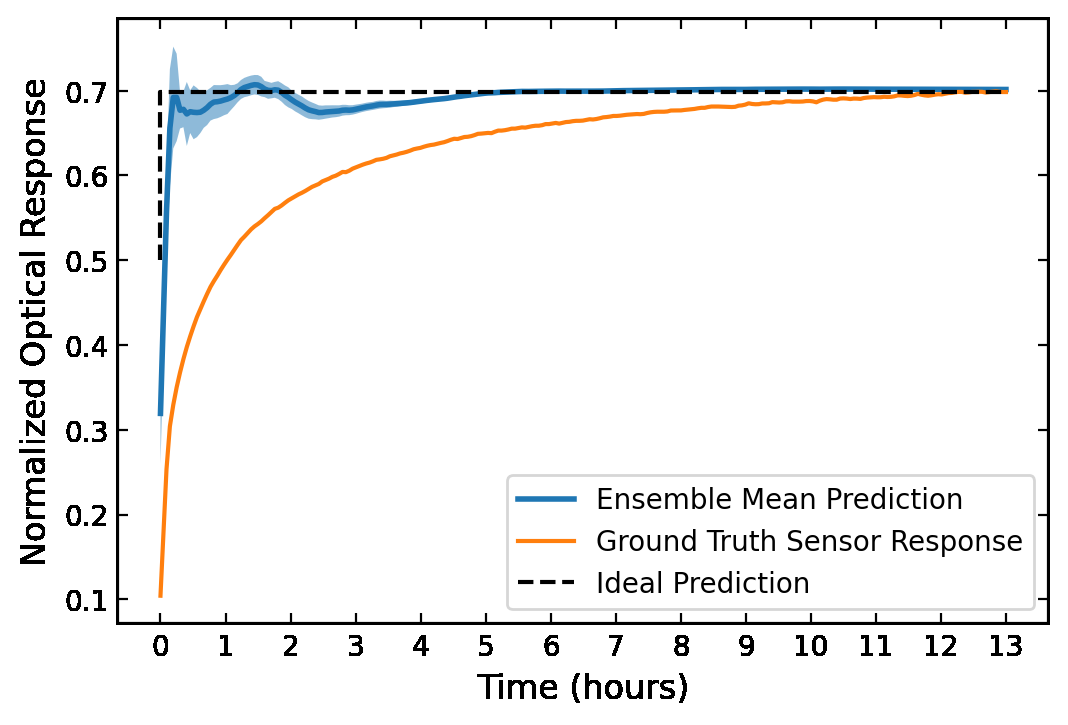 Normalized Optical Response
0.7
0.6
0.5
0.4
0.3
0.2
0.1
Ensemble Mean Prediction
Ground Truth Sensor Response
Ideal Prediction
0 1 2 3 4 5 6 7 8 9 10 11 12 13
Time (hours)